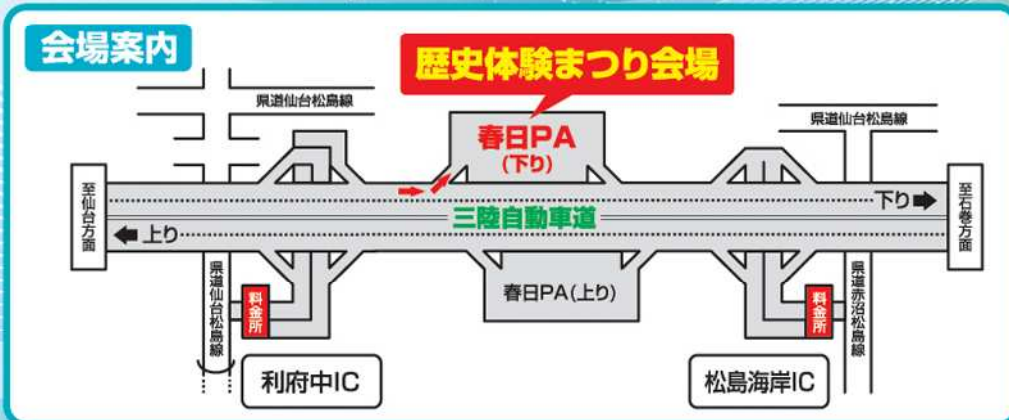 会場案内
歴史体験まつり会場
県道仙台松島線
県道仙台松島線
春日PA
(下り)
至仙台方面
下り
至石巻方面
三陸自動車道
上り
県道仙台松島線
料金所
春日PA(上り)
料金所
県道赤沼松島線
利府中IC
松島海岸IC